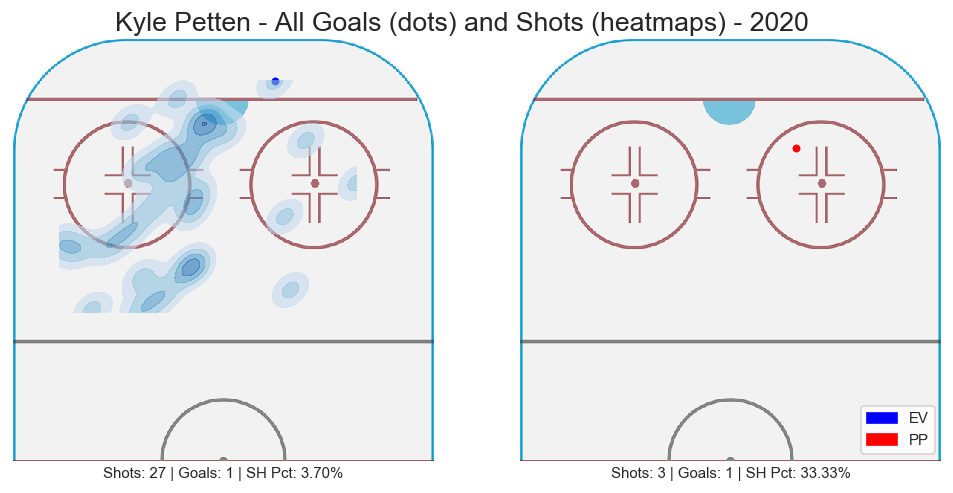 Kyle Petten - All Goals (dots) and Shots (heatmaps) - 2020
EV
PP
Shots: 27 | Goals: 1 | SH Pct: 3.70%
Shots: 3 | Goals: 1 | SH Pct: 33.33%